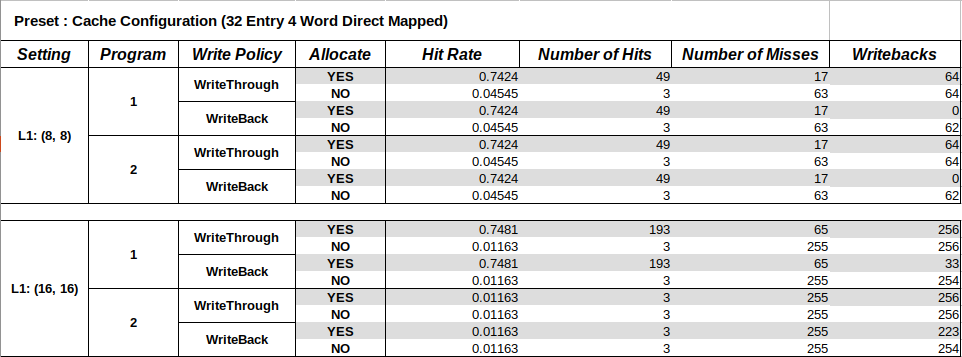 Preset : Cache Configuration (32 Entry 4 Word Direct Mapped)
Setting Program Write Policy Allocate Hit Rate Number of Hits Number of Misses Writebacks
L1: (8, 8) 1 WriteThrough YES 0.7424 49 17 64
NO 0.04545 3 63 64
WriteBack YES 0.7424 49 17 0
NO 0.04545 3 63 62
2 WriteThrough YES 0.7424 49 17 64
NO 0.04545 3 63 64
WriteBack YES 0.7424 49 17 0
NO 0.04545 3 63 62
L1: (16, 16) 1 WriteThrough YES 0.7481 193 65 256
NO 0.01163 3 255 256
WriteBack YES 0.7481 193 65 33
NO 0.01163 3 255 254
2 WriteThrough YES 0.01163 3 255 256
NO 0.01163 3 255 256
WriteBack YES 0.01163 3 255 223
NO 0.01163 3 255 254